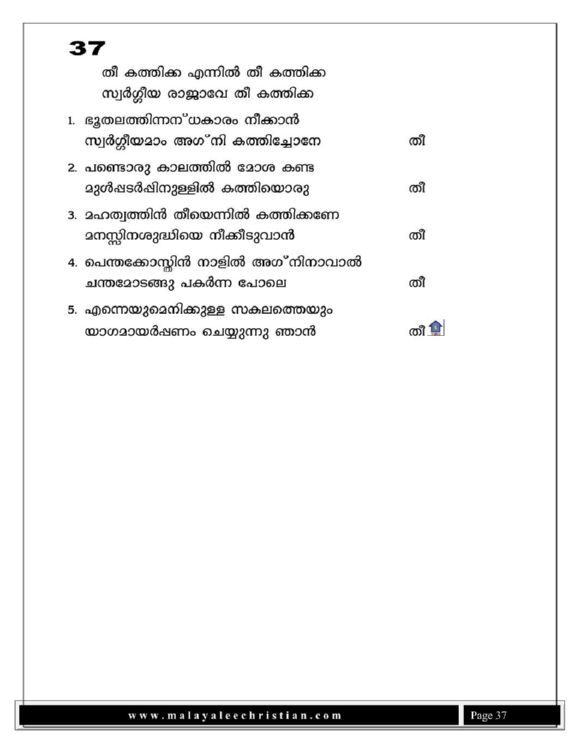 37
തീ കത്തിക്ക എന്നിൽ തീ കത്തിക്ക
സ്വർഗ്ഗീയ രാജാവേ തീ കത്തിക്ക
1. ഭൂതലത്തിന്നന്ധകാരം നീക്കാൻ
സ്വർഗ്ഗീയമാം അഗ്നി കത്തിച്ചോനേ തീ
2. പണ്ടൊരു കാലത്തിൽ മോശ കണ്ട
മുൾപ്പടർപ്പിനുള്ളിൽ കത്തിയൊരു തീ
3. മഹത്വത്തിൻ തീയെന്നിൽ കത്തിക്കണേ
മനസ്സിനശുദ്ധിയെ നീക്കീടുവാൻ തീ
4. പെന്തക്കോസ്തിൻ നാളിൽ അഗ്നിനാവാൽ
ചന്തമോടങ്ങു പകർന്ന പോലെ തീ
5. എന്നെയുമെനിക്കുള്ള സകലത്തെയും
യാഗമായർപ്പണം ചെയ്യുന്നു ഞാൻ തീ
www.malayaleechristian.com Page 37